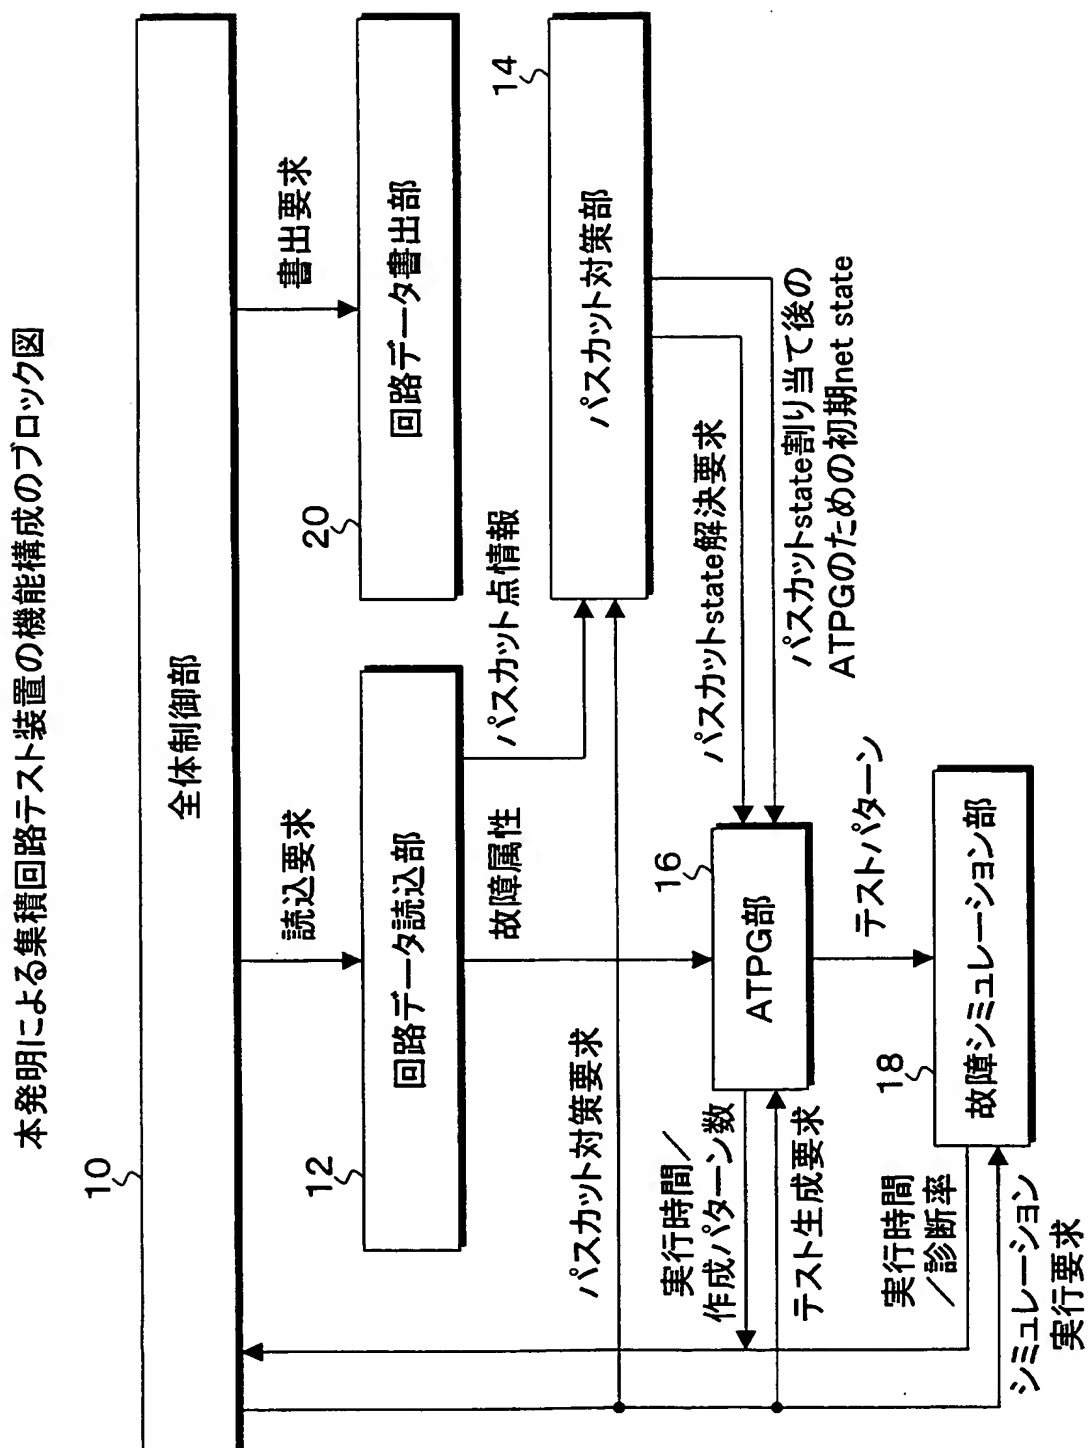 本発明による集積回路テスト装置の機能構成のブロック図
10
全体制御部
読込要求
書出要求
12
回路データ読込部
20
回路データ書出部
故障属性
パスカット点情報
14
パスカット対策部
パスカット対策要求
パスカットstate解決要求
パスカットstate割り当て後の
ATPGのための初期net state
16
ATPG部
実行時間/
作成パターン数
テスト生成要求
テストパターン
18
故障シミュレーション部
実行時間
/診断率
シミュレーション
実行要求